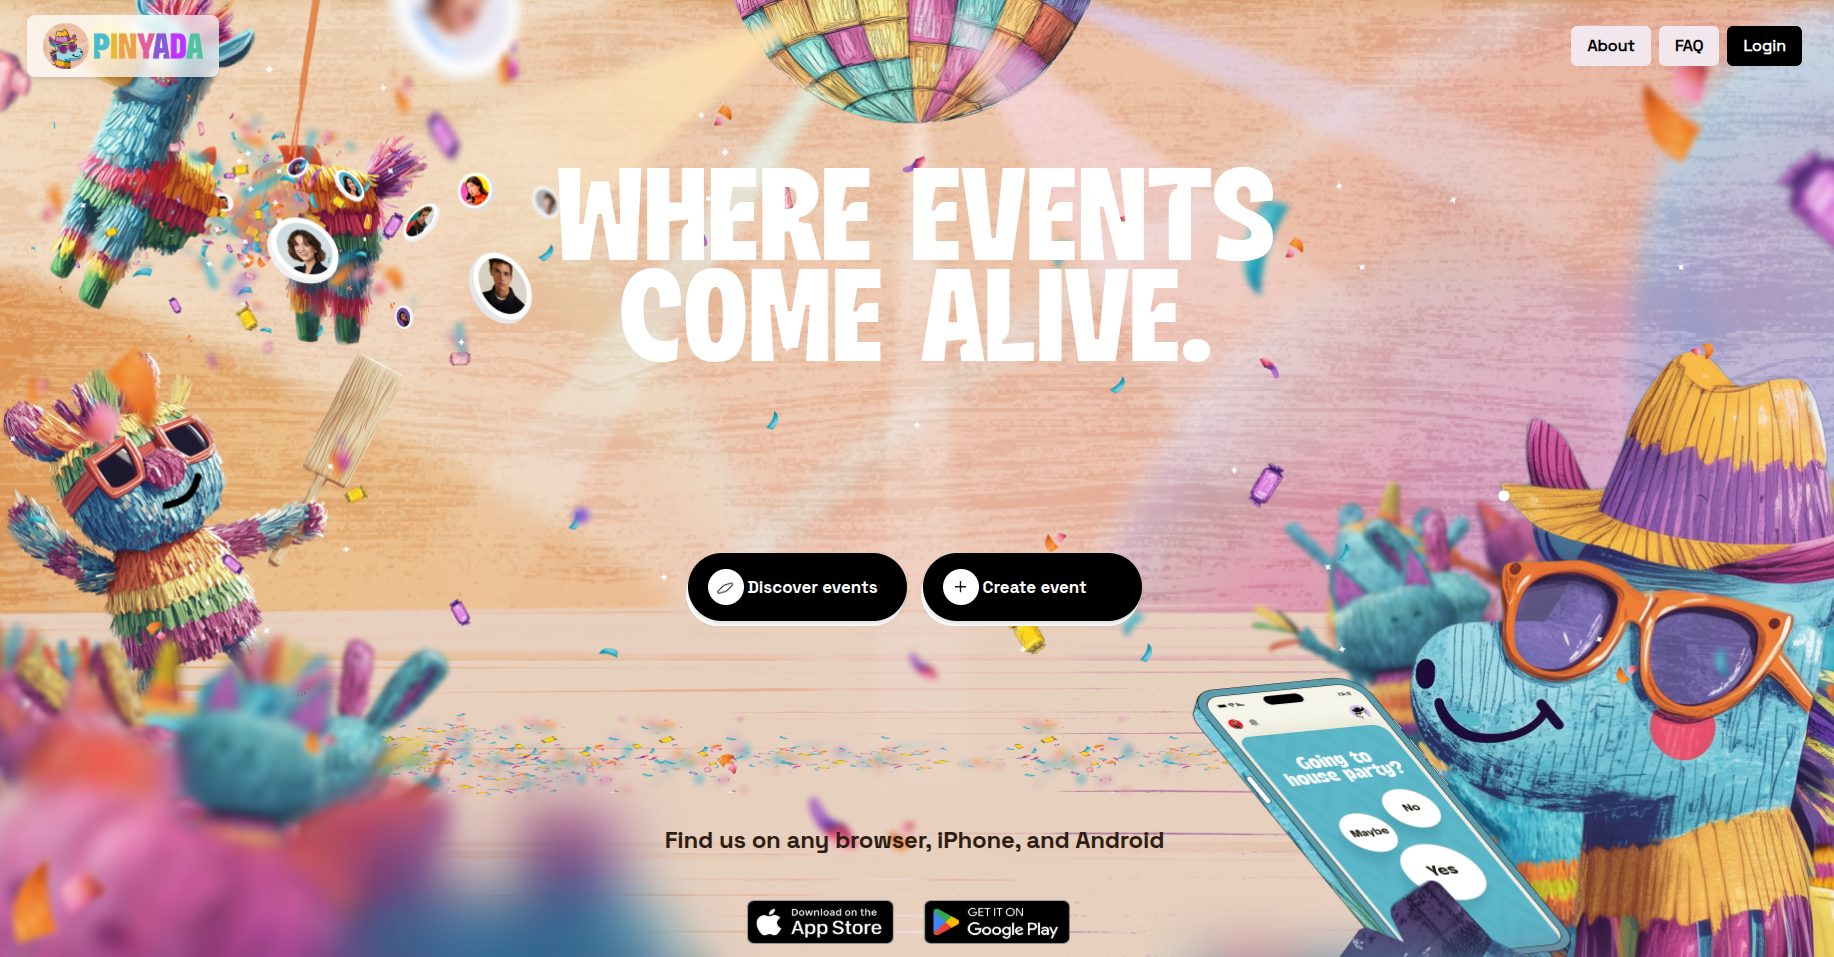 PINYADA
About
FAQ
Login
WHERE EVENTS
COME ALIVE.
Discover events
Create event
Going to
house party?
No
Maybe
Yes
Find us on any browser, iPhone, and Android
Download on the
App Store
GET IT ON
Google Play